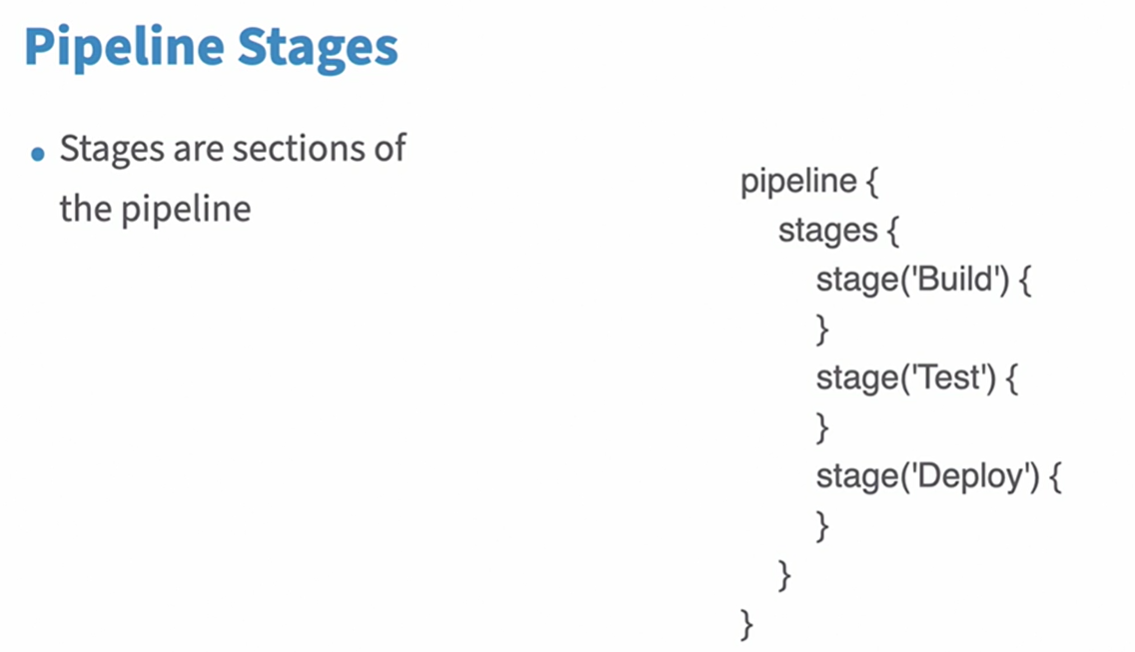 Pipeline Stages
• Stages are sections of
the pipeline
pipeline {
stages {
stage('Build') {
}
stage('Test') {
}
stage('Deploy') {
}
}
}